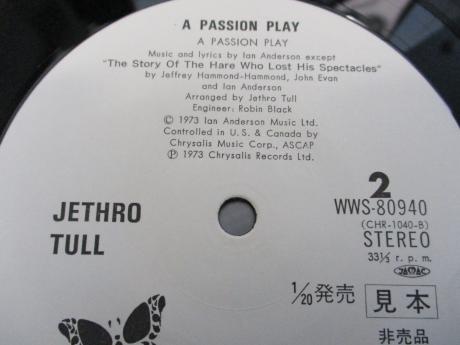 A PASSION PLAY
A PASSION PLAY
Music and lyrics by Ian Anderson except
"The Story Of The Hare Who Lost His Spectacles"
by Jeffrey Hammond-Hammond, John Evan
and Ian Anderson
Arranged by Jethro Tull
Engineer: Robin Black
© 1973 Ian Anderson Music Ltd.
Controlled in U.S. & Canada by
Chrysalis Music Corp., ASCAP
℗ 1973 Chrysalis Records Ltd.
JETHRO
TULL
2
WWS-80940
(CHR-1040-B)
STEREO
33⅓ r. p. m.
JASRAC
1/20発売
見本
非売品